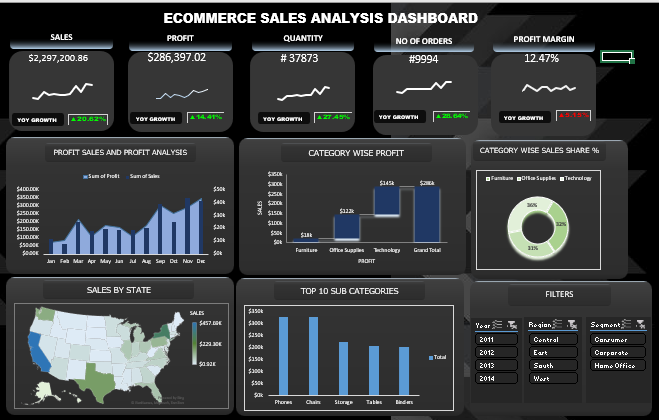 ECOMMERCE SALES ANALYSIS DASHBOARD
SALES
$2,297,200.86
YOY GROWTH
▲20.62%
PROFIT
$286,397.02
YOY GROWTH
▲14.41%
QUANTITY
# 37873
YOY GROWTH
▲27.45%
NO OF ORDERS
#9994
YOY GROWTH
▲28.64%
PROFIT MARGIN
12.47%
YOY GROWTH
PROFIT SALES AND PROFIT ANALYSIS
Sum of Profit Sum of Sales
$400.00K
$350.00K
$300.00K
$250.00K
$200.00K
$150.00K
$100.00K
$50.00K
$0.00K
$50k
$40k
$30k
$20k
$10k
$0k
Jan Feb Mar Apr May Jun Jul Aug Sep Oct Nov Dec
CATEGORY WISE PROFIT
SALES
$350k
$300k
$250k
$200k
$150k
$100k
$50k
$0k
$18k
$122k
$145k
$286k
Furniture Office Supplies Technology Grand Total
PROFIT
CATEGORY WISE SALES SHARE %
Furniture Office Supplies Technology
36%
32%
31%
SALES BY STATE
SALES
$457.69K
$229.30K
$0.92K
TOP 10 SUB CATEGORIES
$350k
$300k
$250k
$200k
$150k
$100k
$50k
$0k
Phones Chairs Storage Tables Binders
Total
FILTERS
Year
2011
2012
2013
2014
Region
Central
East
South
West
Segment
Consumer
Corporate
Home Office